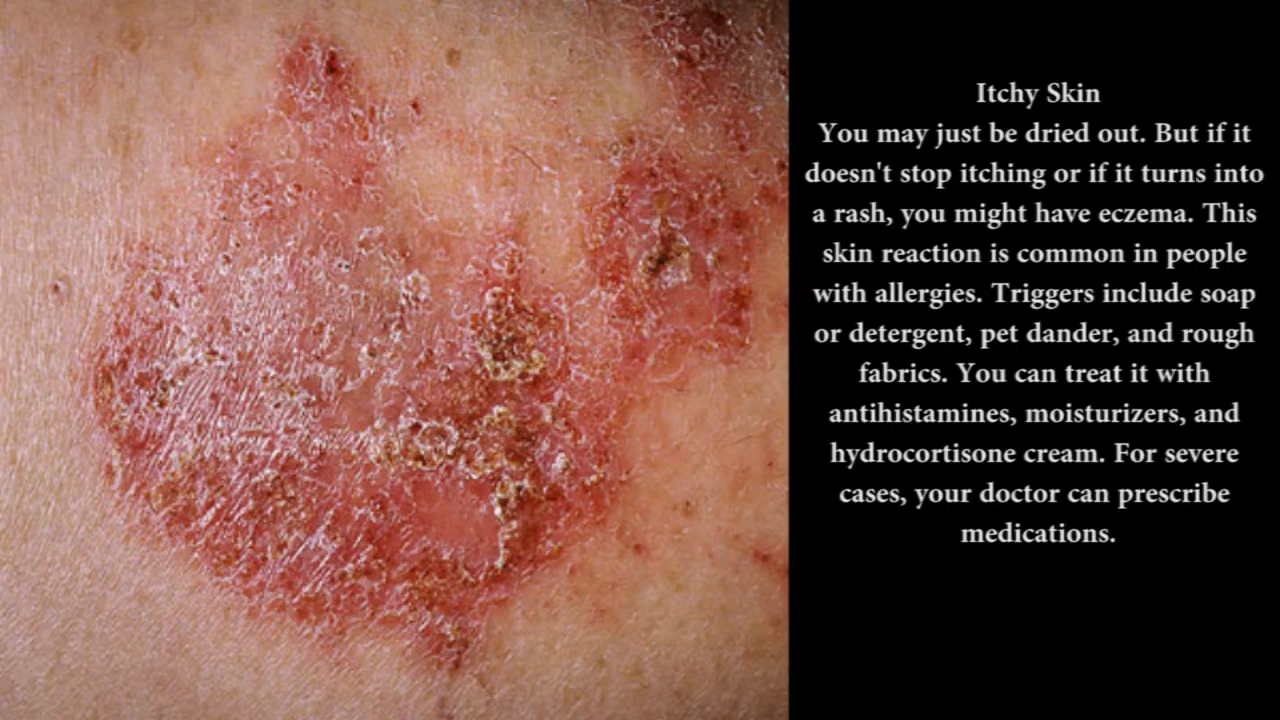 Itchy Skin
You may just be dried out. But if it
doesn't stop itching or if it turns into
a rash, you might have eczema. This
skin reaction is common in people
with allergies. Triggers include soap
or detergent, pet dander, and rough
fabrics. You can treat it with
antihistamines, moisturizers, and
hydrocortisone cream. For severe
cases, your doctor can prescribe
medications.